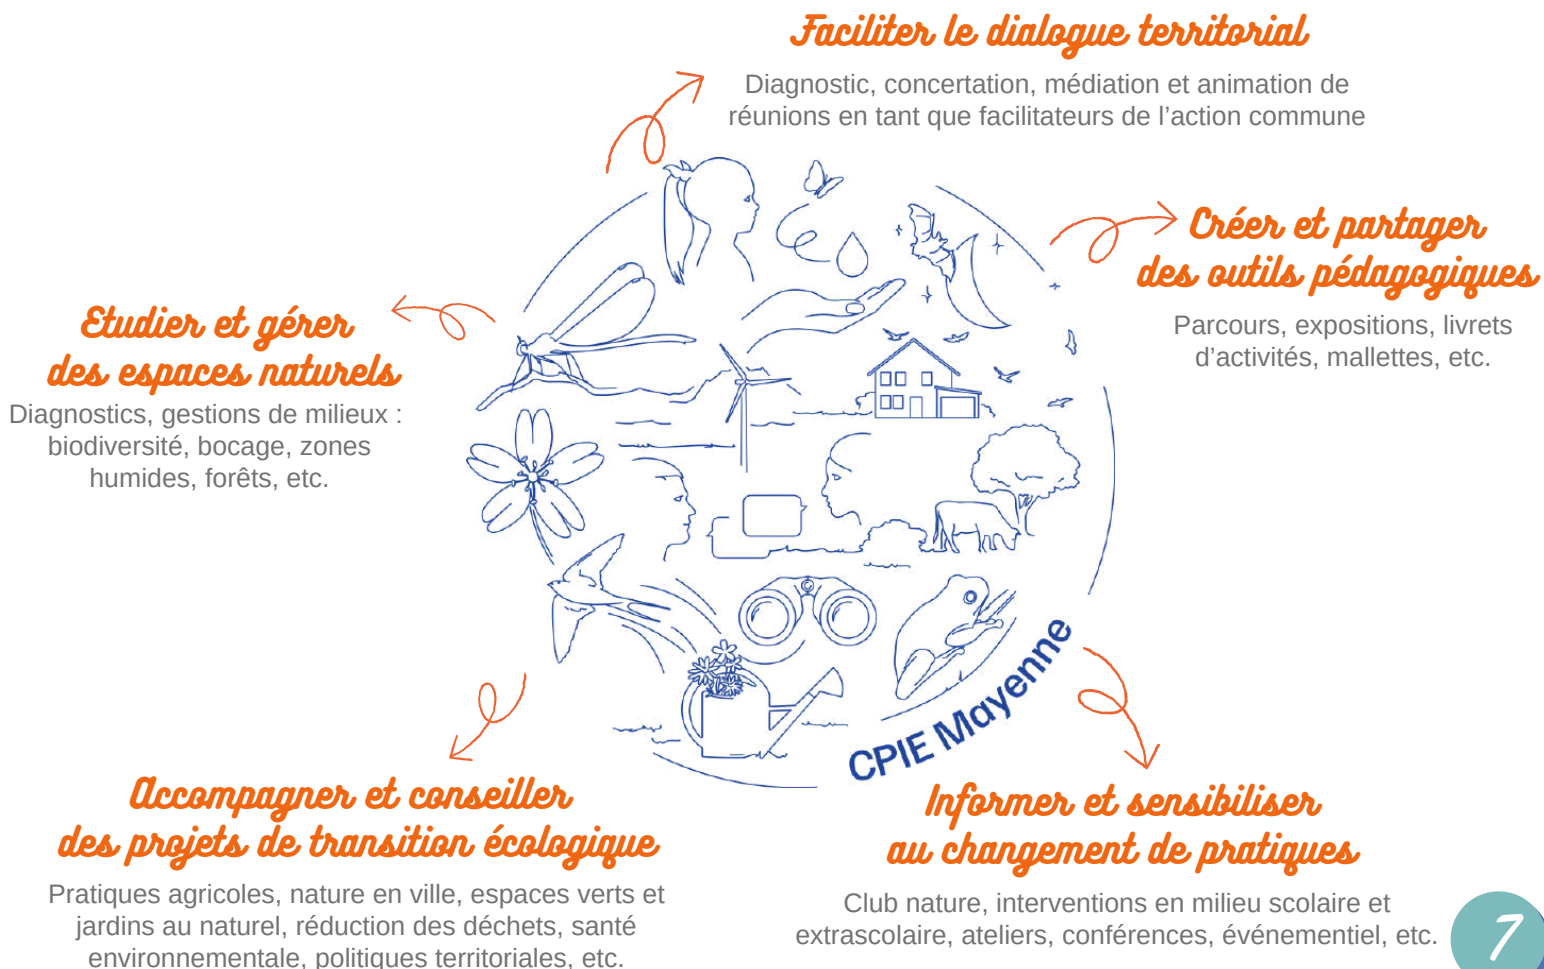 Faciliter le dialogue territorial
Diagnostic, concertation, médiation et animation de
réunions en tant que facilitateurs de l’action commune
Créer et partager
des outils pédagogiques
Parcours, expositions, livrets
d’activités, mallettes, etc.
Etudier et gérer
des espaces naturels
Diagnostics, gestions de milieux :
biodiversité, bocage, zones
humides, forêts, etc.
CPIE Mayenne
Accompagner et conseiller
des projets de transition écologique
Pratiques agricoles, nature en ville, espaces verts et
jardins au naturel, réduction des déchets, santé
environnementale, politiques territoriales, etc.
Informer et sensibiliser
au changement de pratiques
Club nature, interventions en milieu scolaire et
extrascolaire, ateliers, conférences, événementiel, etc.
7